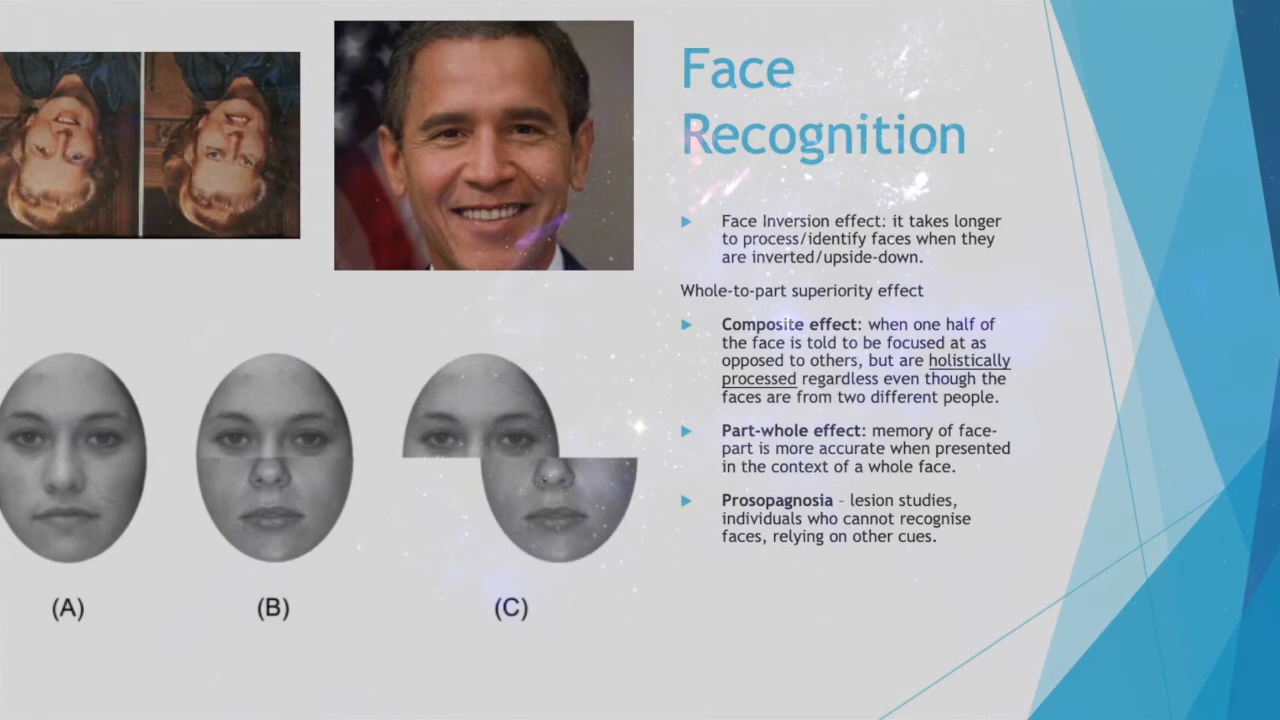 Face
Recognition
Face Inversion effect: it takes longer
to process/identify faces when they
are inverted/upside-down.
Whole-to-part superiority effect
Composite effect: when one half of
the face is told to be focused at as
opposed to others, but are holistically
processed regardless even though the
faces are from two different people.
Part-whole effect: memory of face-
part is more accurate when presented
in the context of a whole face.
Prosopagnosia – lesion studies,
individuals who cannot recognise
faces, relying on other cues.
(A)
(B)
(C)